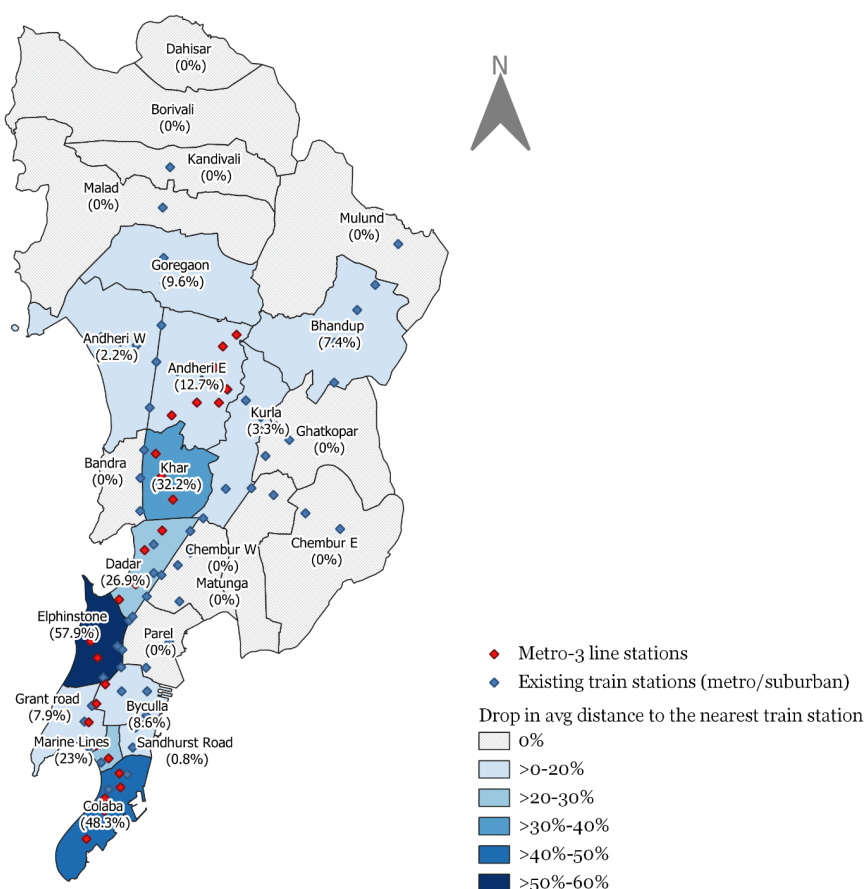 Dahisar
(0%)
N
Borivali
(0%)
Kandivali
(0%)
Malad
(0%)
Mulund
(0%)
Goregaon
(9.6%)
Bhandup
(7.4%)
Andheri W
(2.2%)
Andheri E
(12.7%)
Kurla
(3.3%)
Ghatkopar
(0%)
Bandra
(0%)
Khar
(32.2%)
Chembur E
(0%)
Chembur W
(0%)
Dadar
(26.9%)
Matunga
(0%)
Elphinstone
(57.9%)
Parel
(0%)
Grant road
(7.9%)
Byculla
(8.6%)
Marine Lines
(23%)
Sandhurst Road
(0.8%)
Colaba
(48.3%)
Metro-3 line stations
Existing train stations (metro/suburban)
Drop in avg distance to the nearest train station
0%
>0-20%
>20-30%
>30%-40%
>40%-50%
>50%-60%